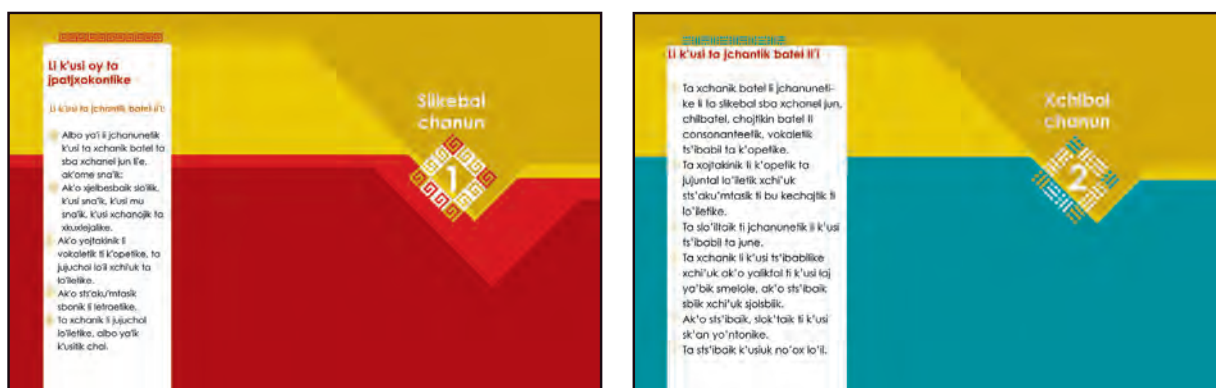 Li k'usi oy ta
jpatjxokontike
Li k'usi ta jchantik batel li'i:
Albo ya'i li jchanunetik
k'usi ta xchanik batel ta
sba xchanel jun li'e.
ak'ome sna'ik:
Ak'o xjelbesbaik slo'ilik,
k'usi sna'ik, k'usi mu
sna'ik, k'usi xchanojik ta
xkuxlejalike.
Ak'o yojtakinik li
vokaletik ti k'opetike, ta
jujuchol lo'il xchi'uk ta
lo'iletike.
Ak'o sts'aku'mtasik
sbonik li letraetike.
Ta xchanik li jujuchol
lo'iletike, albo ya'ik
k'usitik chal.
Slikebal
chanun
1
Li k'usi ta jchantik batel li'i
Ta xchanik batel li jchanuneti-
ke li ta slikebal sba xchanel jun,
chilbatel, chojtikin batel li
consonanteetik, vokaletik
ts'ibabil ta k'opetike.
Ta xojtakinik li k'opetik ta
jujuntal lo'iletik xchi'uk
sts'aku'mtasik ti bu kechajtik ti
lo'iletike.
Ta slo'iltaik ti jchanunetik li k'usi
ts'ibabil ta june.
Ta xchanik li k'usi ts'ibabilike
xchi'uk ak'o yaliktal ti k'usi laj
ya'bik smelole, ak'o sts'ibaik
sbiik xchi'uk sjolsbiik.
Ak'o sts'ibaik, slok'taik ti k'usi
sk'an yo'ntonike.
Ta sts'ibaik k'usiuk no'ox lo'il.
Xchibal
chanun
2